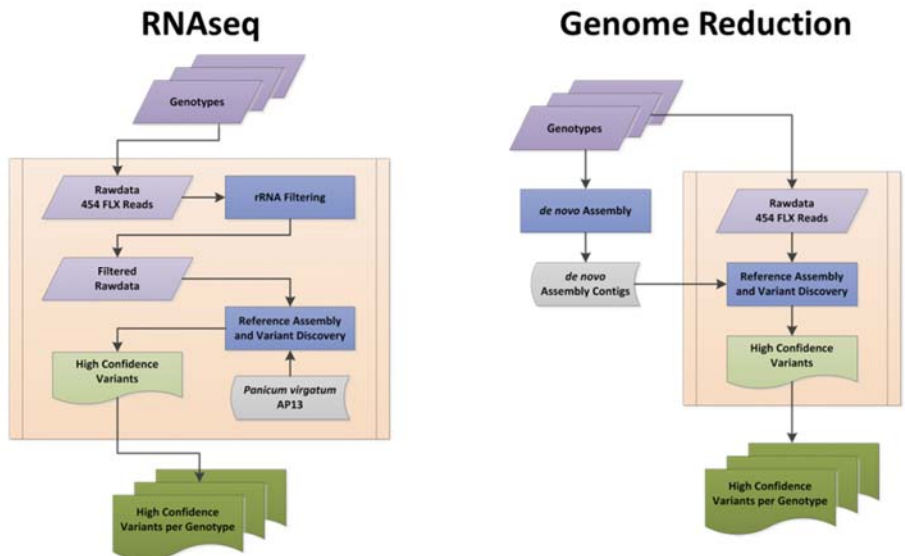 RNAseq
Genotypes
Rawdata
454 FLX Reads
rRNA Filtering
Filtered
Rawdata
Reference Assembly
and Variant Discovery
High Confidence
Variants
Panicum virgatum
AP13
High Confidence
Variants per Genotype
Genome Reduction
Genotypes
de novo Assembly
Rawdata
454 FLX Reads
de novo
Assembly Contigs
Reference Assembly
and Variant Discovery
High Confidence
Variants
High Confidence
Variants per Genotype